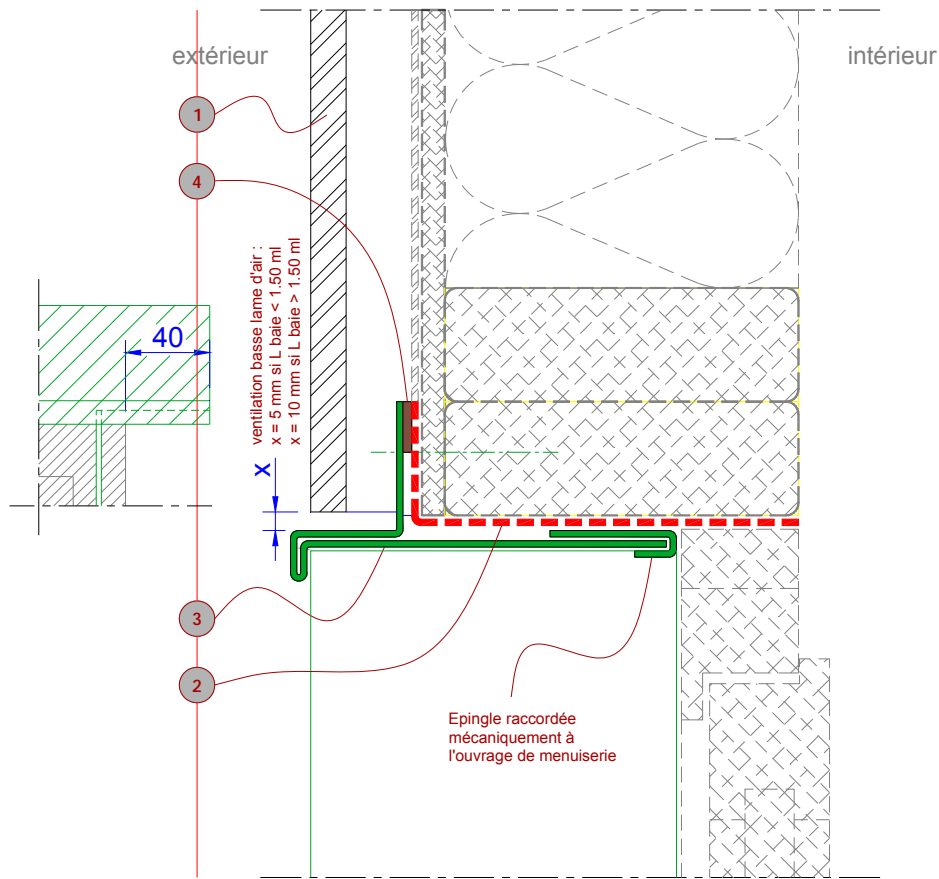 extérieur
intérieur
1
4
ventilation basse lame d'air :
x = 5 mm si L baie < 1.50 ml
x = 10 mm si L baie > 1.50 ml
40
x
3
2
Epingle raccordée
mécaniquement à
l'ouvrage de menuiserie